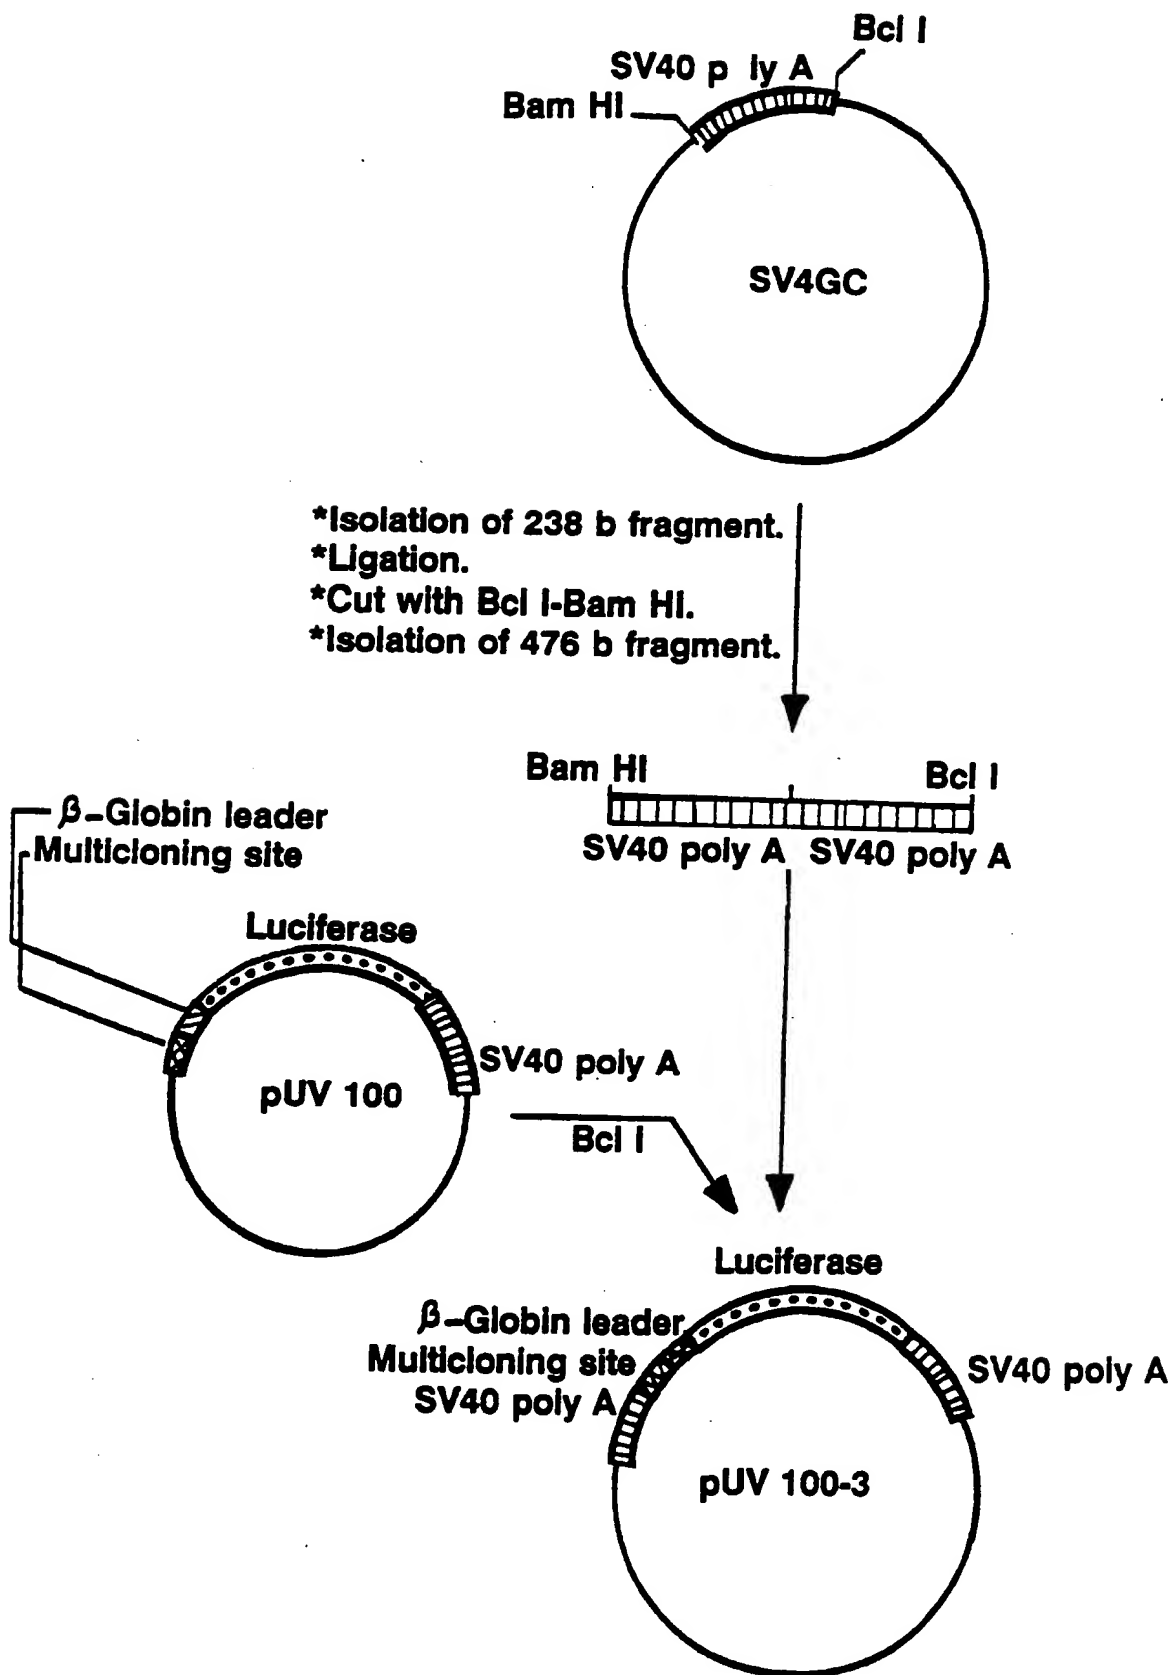 Bcl I
SV40 p ly A
Bam HI
SV4GC
*Isolation of 238 b fragment.
*Ligation.
*Cut with Bcl I-Bam HI.
*Isolation of 476 b fragment.
Bam HI
Bcl I
SV40 poly A SV40 poly A
β-Globin leader
Multicloning site
Luciferase
SV40 poly A
pUV 100
Bcl I
Luciferase
β-Globin leader
Multicloning site
SV40 poly A
SV40 poly A
pUV 100-3